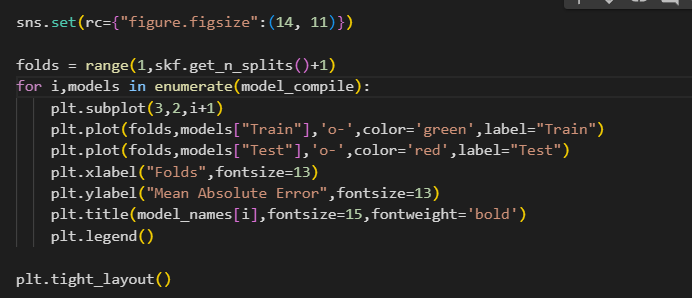 sns.set(rc={"figure.figsize":(14, 11)})
folds = range(1,skf.get_n_splits()+1)
for i,models in enumerate(model_compile):
    plt.subplot(3,2,i+1)
    plt.plot(folds,models["Train"],'o-',color='green',label="Train")
    plt.plot(folds,models["Test"],'o-',color='red',label="Test")
    plt.xlabel("Folds",fontsize=13)
    plt.ylabel("Mean Absolute Error",fontsize=13)
    plt.title(model_names[i],fontsize=15,fontweight='bold')
    plt.legend()
plt.tight_layout()